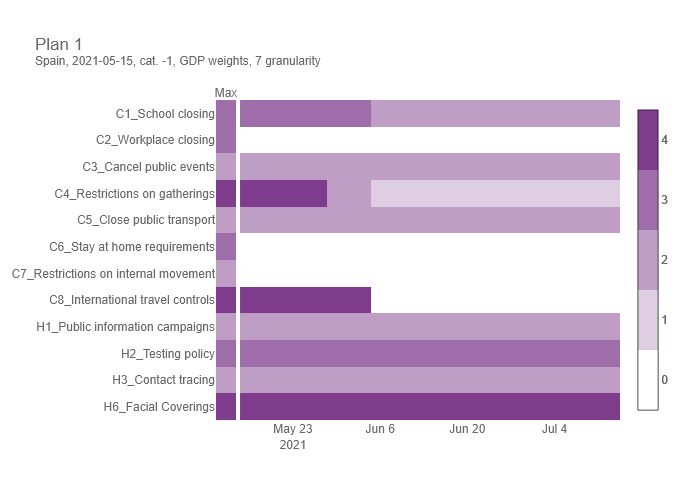 Plan 1
Spain, 2021-05-15, cat. -1, GDP weights, 7 granularity
Max
C1_School closing
C2_Workplace closing
C3_Cancel public events
C4_Restrictions on gatherings
C5_Close public transport
C6_Stay at home requirements
C7_Restrictions on internal movement
C8_International travel controls
H1_Public information campaigns
H2_Testing policy
H3_Contact tracing
H6_Facial Coverings
May 23
2021
Jun 6
Jun 20
Jul 4
4
3
2
1
0